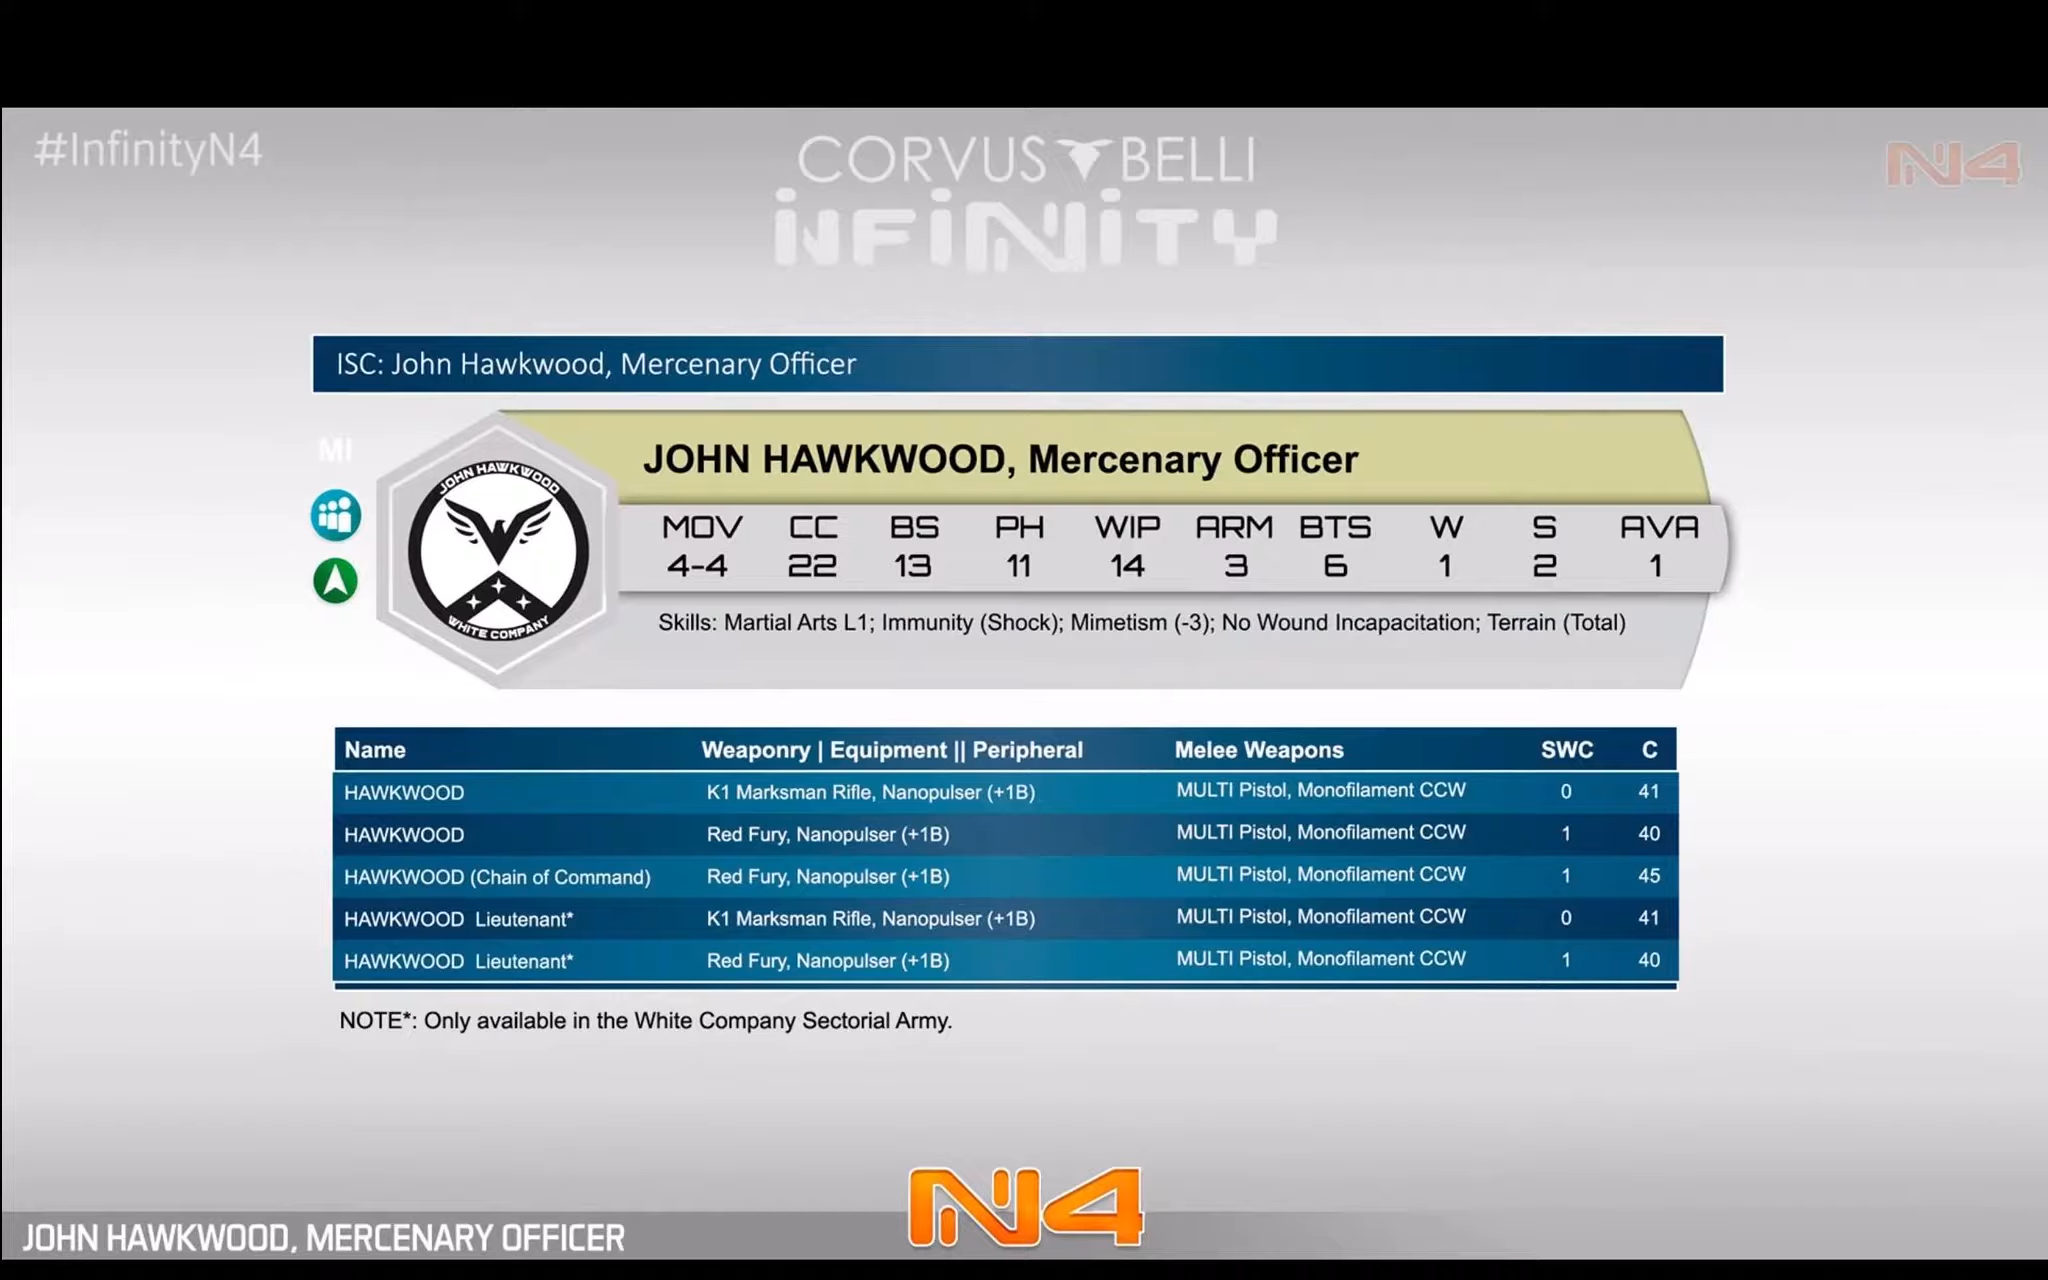 #InfinityN4
CORVUS BELLI
iNFiNiTY
N4
ISC: John Hawkwood, Mercenary Officer
MI
JOHN HAWKWOOD
WHITE COMPANY
JOHN HAWKWOOD, Mercenary Officer
MOV CC BS PH WIP ARM BTS W S AVA
4-4 22 13 11 14 3 6 1 2 1
Skills: Martial Arts L1; Immunity (Shock); Mimetism (-3); No Wound Incapacitation; Terrain (Total)
Name Weaponry | Equipment || Peripheral Melee Weapons SWC C
HAWKWOOD K1 Marksman Rifle, Nanopulser (+1B) MULTI Pistol, Monofilament CCW 0 41
HAWKWOOD Red Fury, Nanopulser (+1B) MULTI Pistol, Monofilament CCW 1 40
HAWKWOOD (Chain of Command) Red Fury, Nanopulser (+1B) MULTI Pistol, Monofilament CCW 1 45
HAWKWOOD Lieutenant* K1 Marksman Rifle, Nanopulser (+1B) MULTI Pistol, Monofilament CCW 0 41
HAWKWOOD Lieutenant* Red Fury, Nanopulser (+1B) MULTI Pistol, Monofilament CCW 1 40
NOTE*: Only available in the White Company Sectorial Army.
N4
JOHN HAWKWOOD, MERCENARY OFFICER